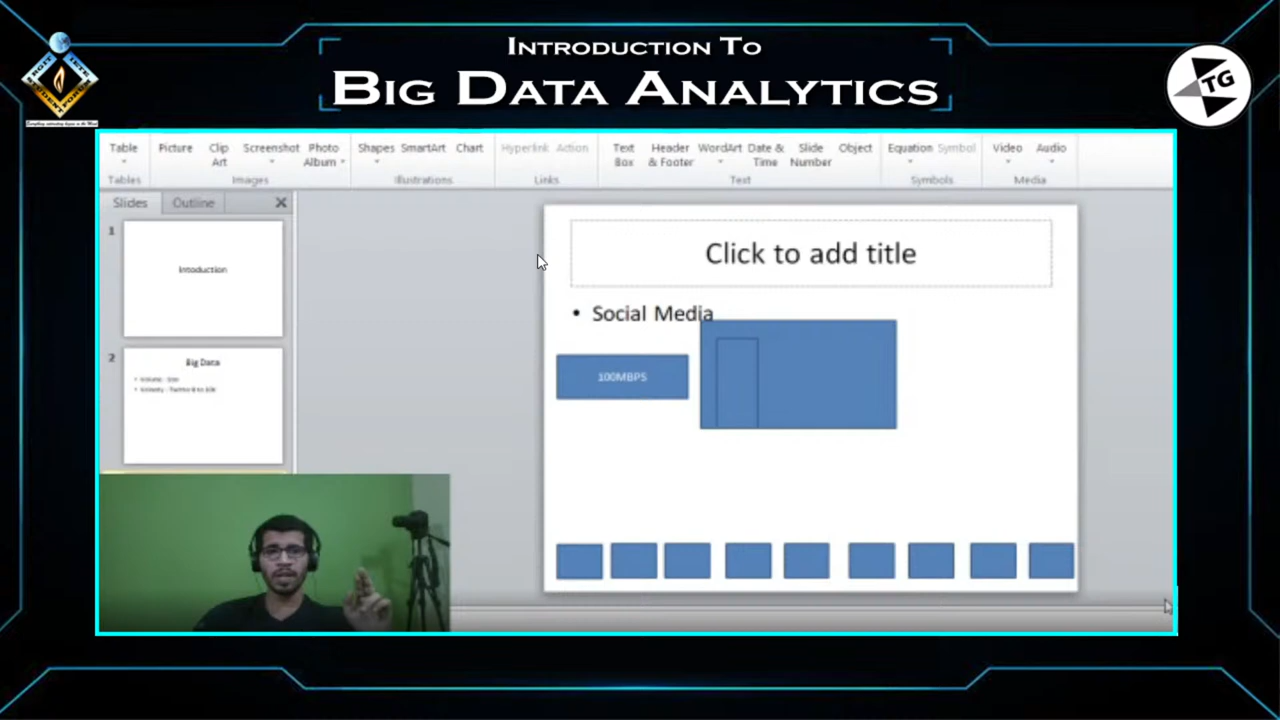 INTRODUCTION TO
BIG DATA ANALYTICS
TG
Table Picture Clip Art Screenshot Photo Album Shapes SmartArt Chart Hyperlink Action Text Box Header & Footer WordArt Date & Time Slide Number Object Equation Symbol Video Audio
Tables Images Illustrations Links Text Symbols Media
Slides Outline
1
Intoduction
2
Big Data
Click to add title
• Social Media
100MBPS